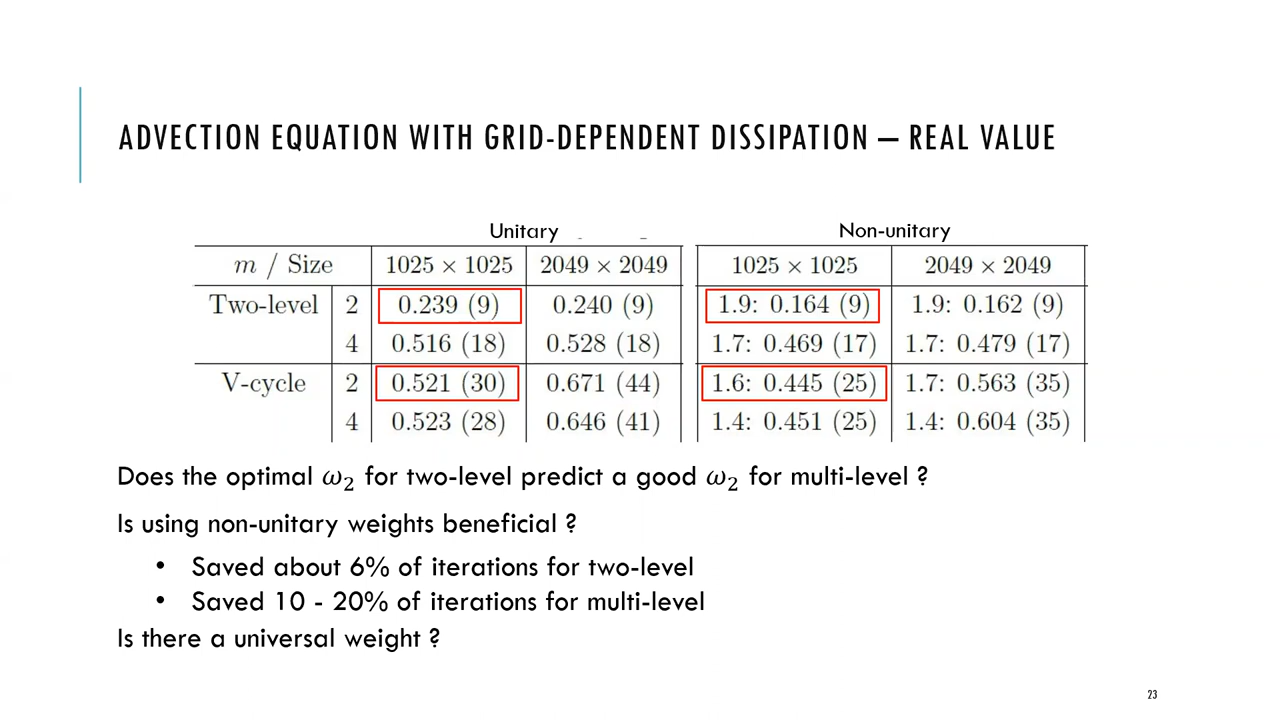 ADVECTION EQUATION WITH GRID-DEPENDENT DISSIPATION – REAL VALUE
Unitary Non-unitary
m / Size 1025 × 1025 2049 × 2049 1025 × 1025 2049 × 2049
Two-level 2 0.239 (9) 0.240 (9) 1.9: 0.164 (9) 1.9: 0.162 (9)
4 0.516 (18) 0.528 (18) 1.7: 0.469 (17) 1.7: 0.479 (17)
V-cycle 2 0.521 (30) 0.671 (44) 1.6: 0.445 (25) 1.7: 0.563 (35)
4 0.523 (28) 0.646 (41) 1.4: 0.451 (25) 1.4: 0.604 (35)
Does the optimal ω₂ for two-level predict a good ω₂ for multi-level ?
Is using non-unitary weights beneficial ?
• Saved about 6% of iterations for two-level
• Saved 10 - 20% of iterations for multi-level
Is there a universal weight ?
23